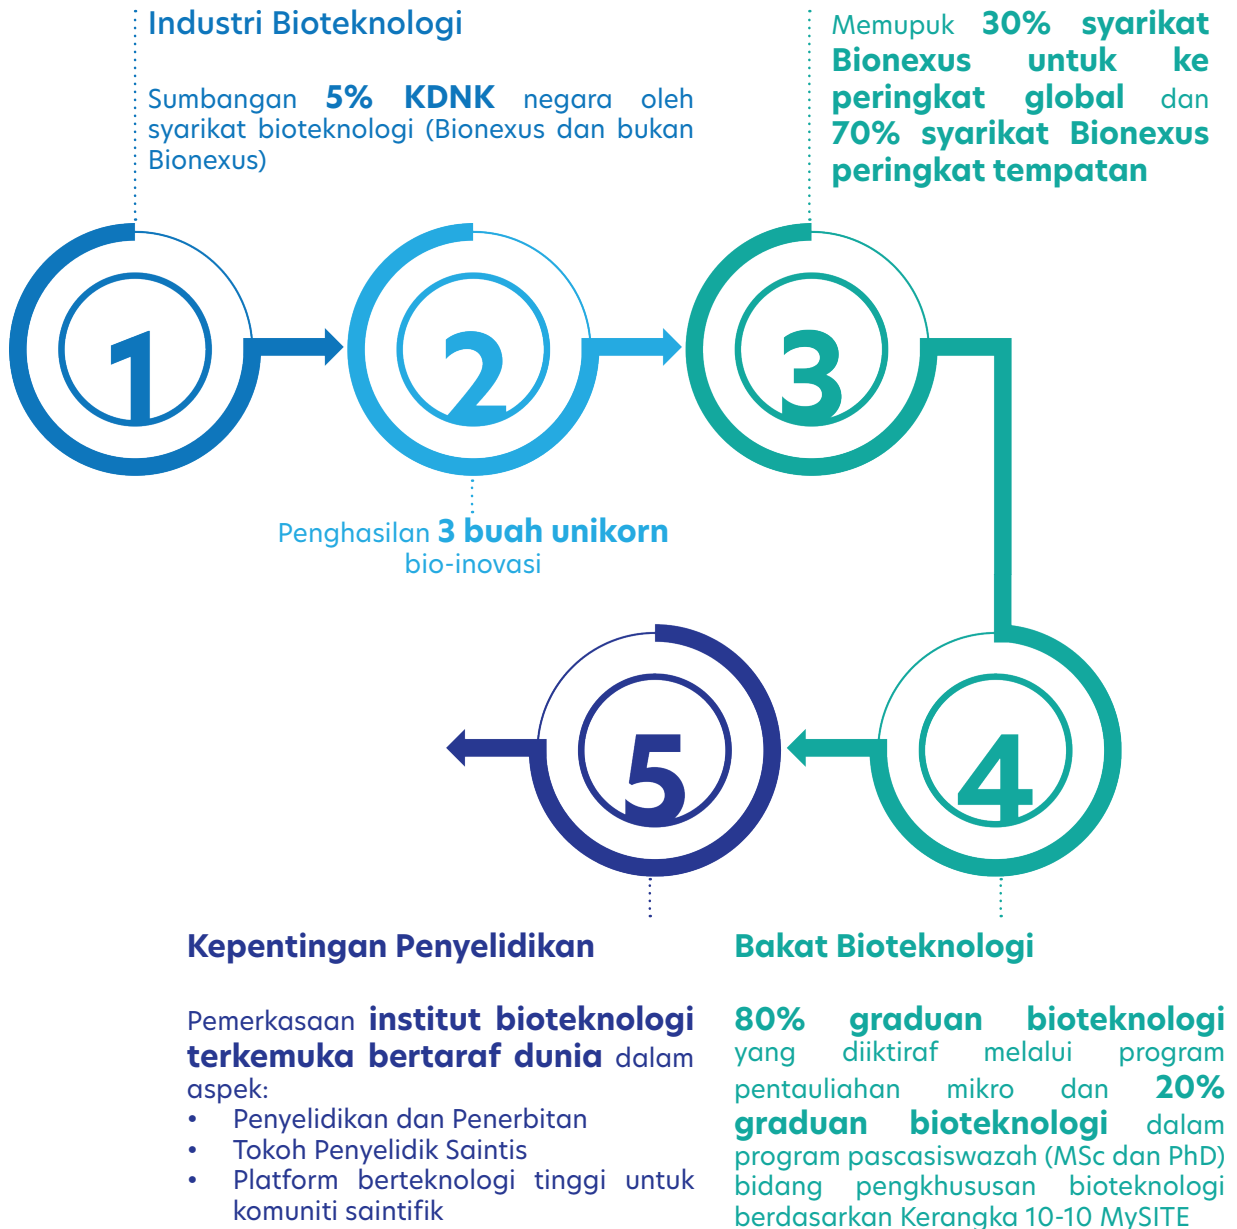 Industri Bioteknologi
Sumbangan 5% KDNK negara oleh
syarikat bioteknologi (Bionexus dan bukan
Bionexus)
Memupuk 30% syarikat
Bionexus untuk ke
peringkat global dan
70% syarikat Bionexus
peringkat tempatan
1
2
3
Penghasilan 3 buah unikorn
bio-inovasi
5
4
Kepentingan Penyelidikan
Pemerkasaan institut bioteknologi
terkemuka bertaraf dunia dalam
aspek:
• Penyelidikan dan Penerbitan
• Tokoh Penyelidik Saintis
• Platform berteknologi tinggi untuk
komuniti saintifik
Bakat Bioteknologi
80% graduan bioteknologi
yang diiktiraf melalui program
pentauliahan mikro dan 20%
graduan bioteknologi dalam
program pascasiswazah (MSc dan PhD)
bidang pengkhususan bioteknologi
berdasarkan Kerangka 10-10 MySITE